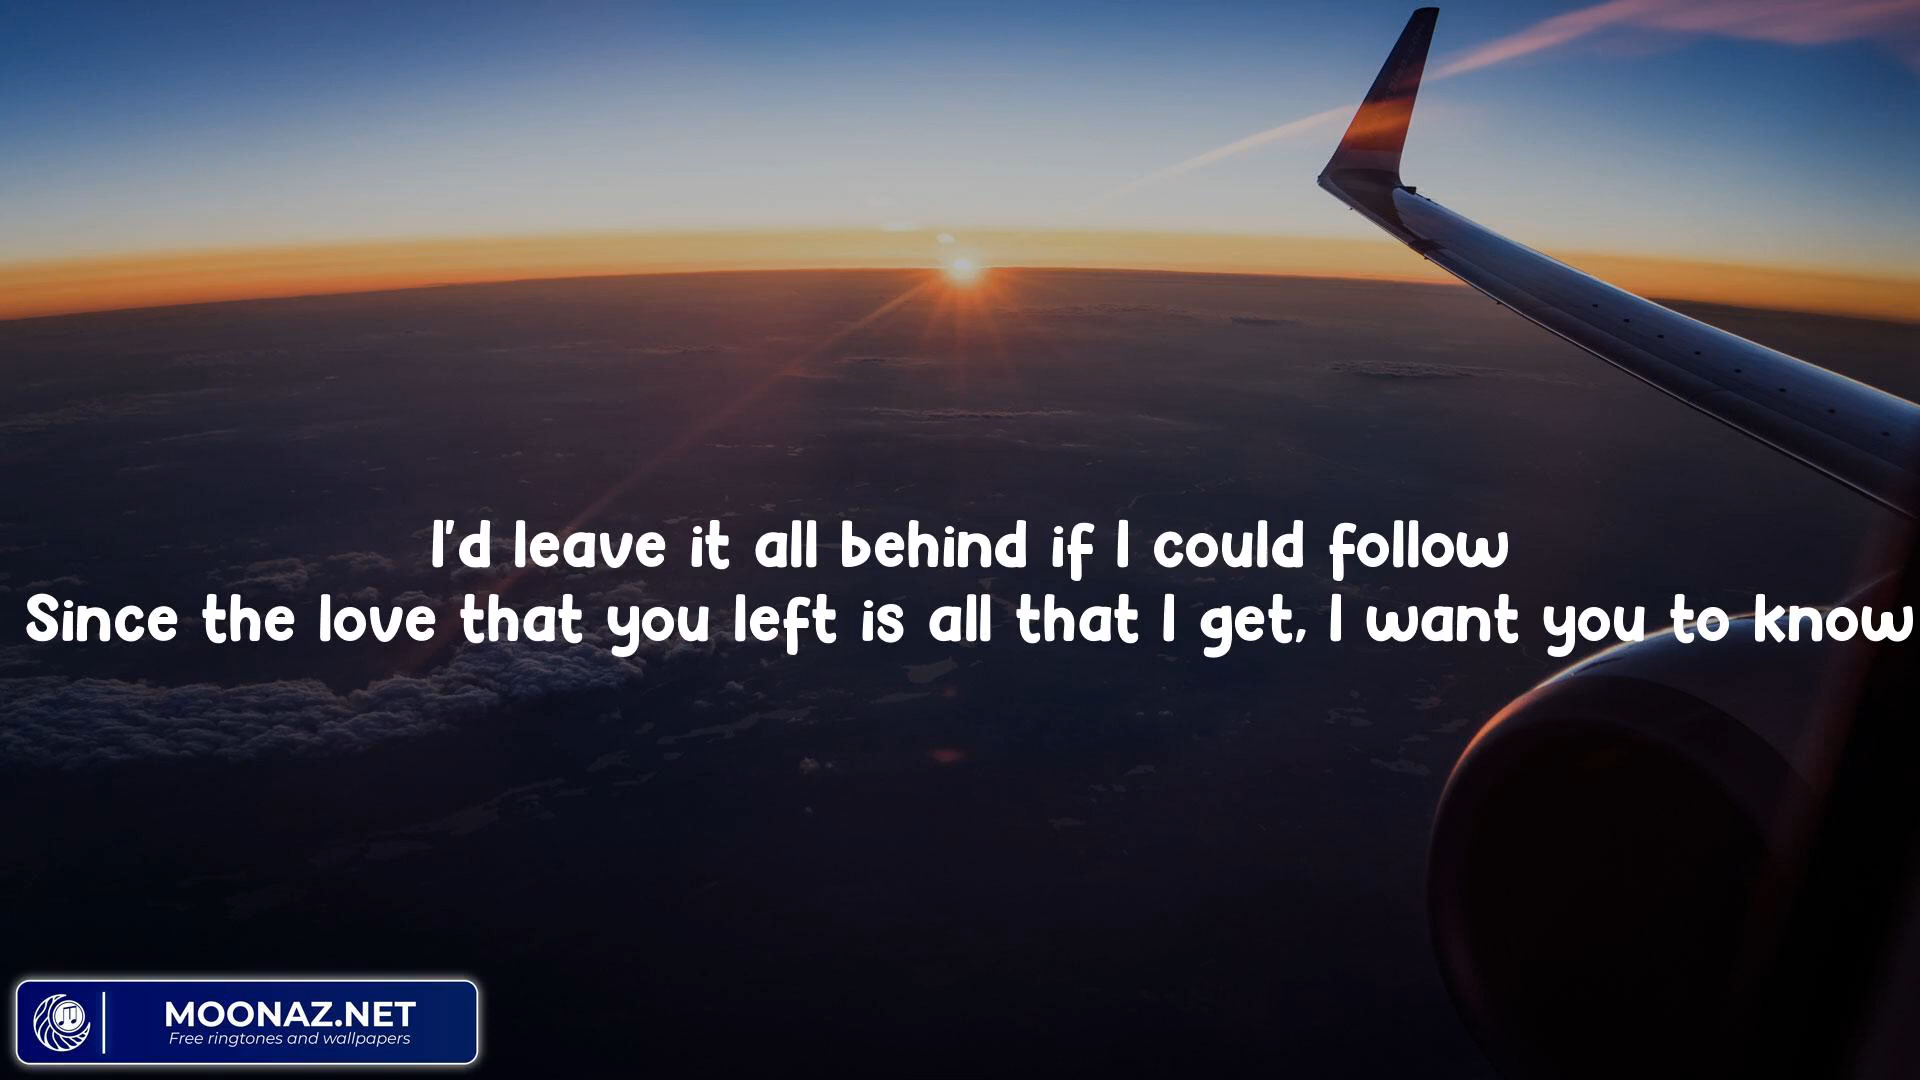 I'd leave it all behind if I could follow
Since the love that you left is all that I get, I want you to know
MOONAZ.NET
Free ringtones and wallpapers